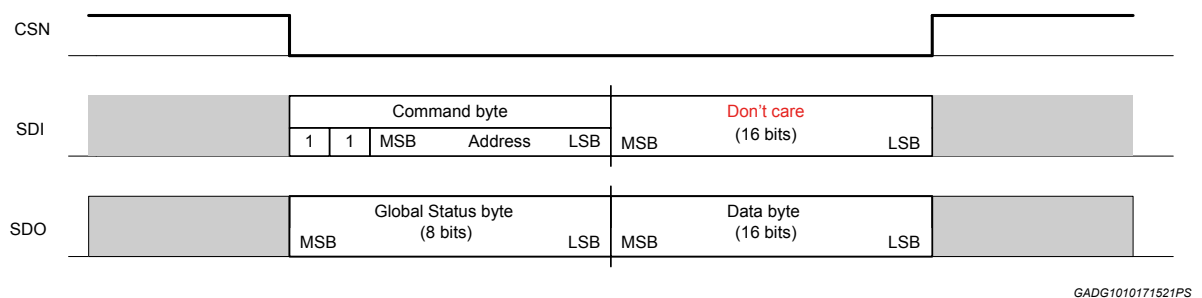 CSN
SDI
Command byte
Don't care
1 1 MSB Address LSB
MSB (16 bits) LSB
SDO
Global Status byte
(8 bits)
MSB LSB
Data byte
(16 bits)
MSB LSB
GADG1010171521PS